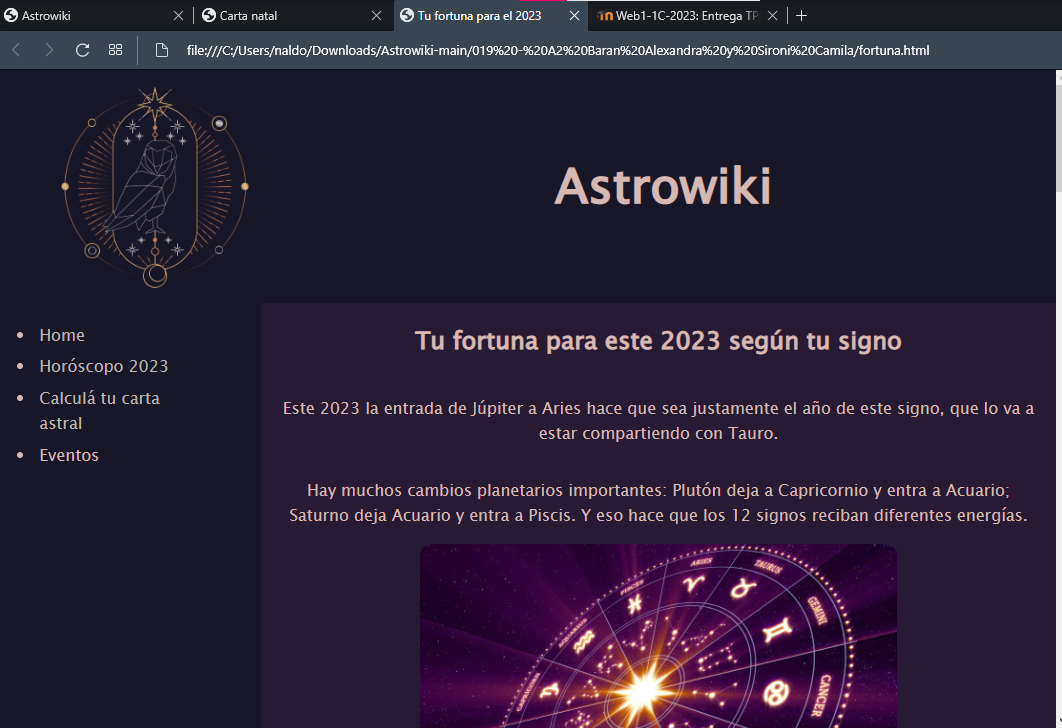 Astrowiki
Carta natal
Tu fortuna para el 2023
Web1-1C-2023: Entrega TP
file:///C:/Users/naldo/Downloads/Astrowiki-main/019%20-%20A2%20Baran%20Alexandra%20y%20Sironi%20Camila/fortuna.html
Astrowiki
Home
Horóscopo 2023
Calculá tu carta
astral
Eventos
Tu fortuna para este 2023 según tu signo
Este 2023 la entrada de Júpiter a Aries hace que sea justamente el año de este signo, que lo va a
estar compartiendo con Tauro.
Hay muchos cambios planetarios importantes: Plutón deja a Capricornio y entra a Acuario;
Saturno deja Acuario y entra a Piscis. Y eso hace que los 12 signos reciban diferentes energías.
CAPRICORN
AQUARIUS
PISCES
ARIES
TAURUS
GEMINI
CANCER